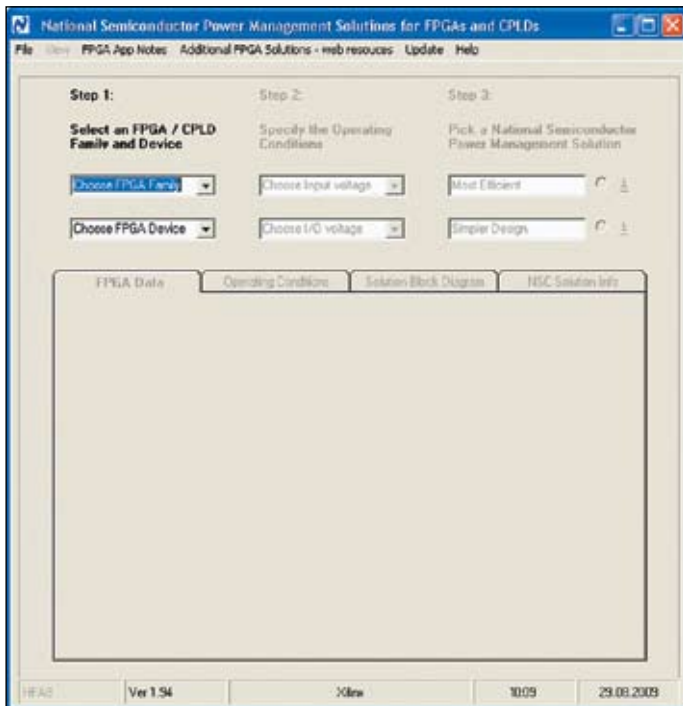 National Semiconductor Power Management Solutions for FPGAs and CPLDs
File View FPGA App Notes Additional FPGA Solutions - web resouces Update Help
Step 1: Step 2: Step 3:
Select an FPGA / CPLD Specify the Operating Pick a National Semiconductor
Family and Device Conditions Power Management Solution
Choose FPGA Family Choose Input voltage Most Efficient 1
Choose FPGA Device Choose I/O voltage Simpler Design 1
FPGA Data Operating Conditions Solution Block Diagram NSC Solution Info
Ver 1.94 Xilinx 10:09 29.08.2009